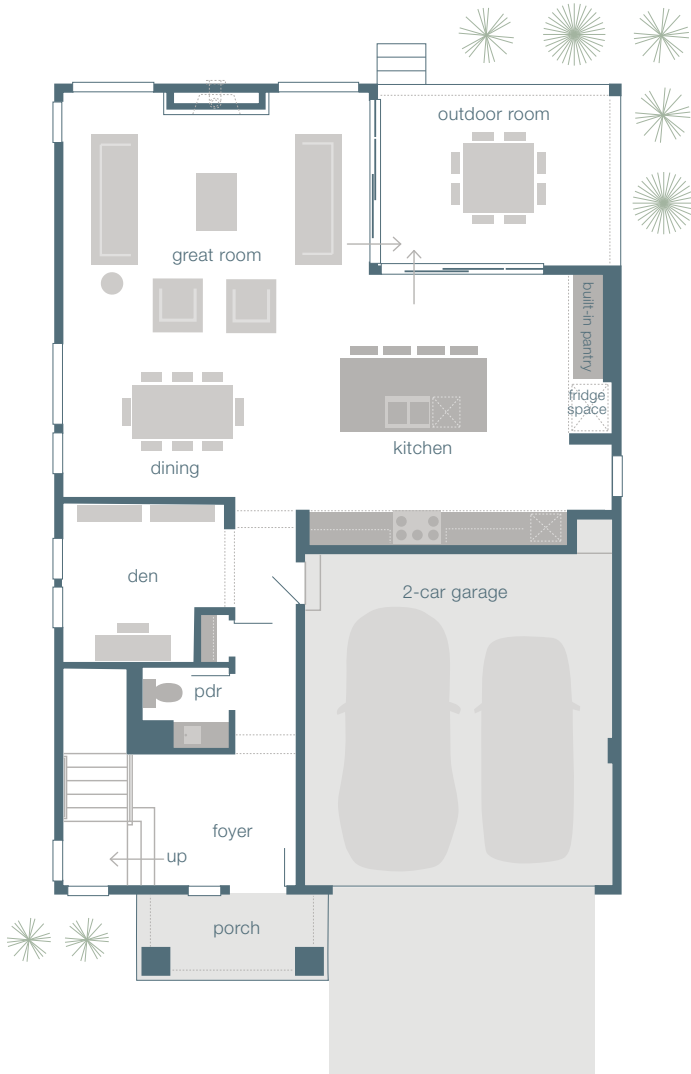 outdoor room
great room
built-in pantry
fridge
space
kitchen
dining
den
2-car garage
pdr
foyer
up
porch